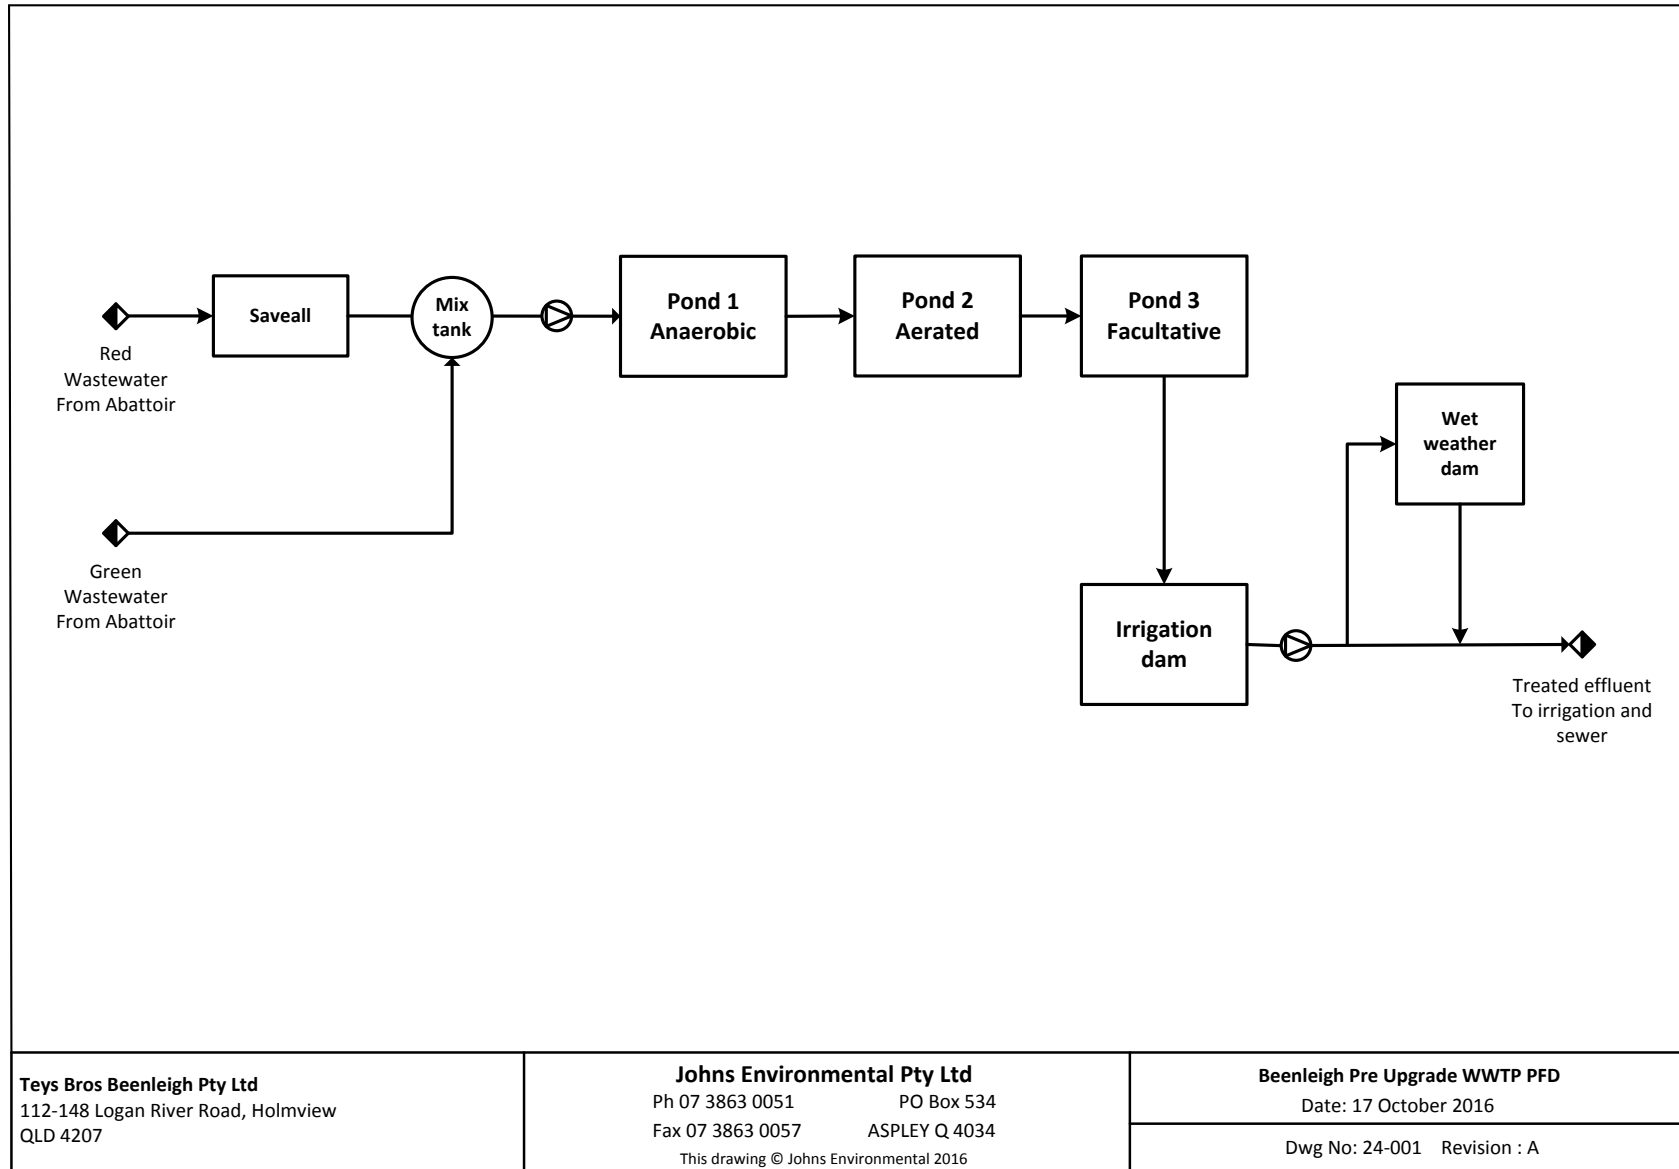 Saveall
Mix
tank
Pond 1
Anaerobic
Pond 2
Aerated
Pond 3
Facultative
Red
Wastewater
From Abattoir
Wet
weather
dam
Green
Wastewater
From Abattoir
Irrigation
dam
Treated effluent
To irrigation and
sewer
Teys Bros Beenleigh Pty Ltd
112-148 Logan River Road, Holmview
QLD 4207
Johns Environmental Pty Ltd
Ph 07 3863 0051 PO Box 534
Fax 07 3863 0057 ASPLEY Q 4034
This drawing © Johns Environmental 2016
Beenleigh Pre Upgrade WWTP PFD
Date: 17 October 2016
Dwg No: 24-001 Revision : A